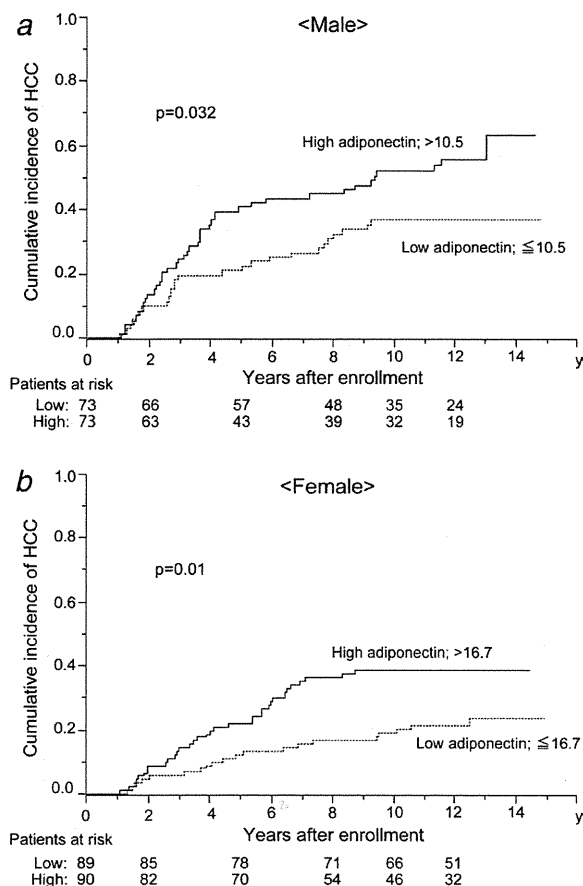 a
<Male>
1.0
0.8
0.6
0.4
0.2
0.0
Cumulative incidence of HCC
p=0.032
High adiponectin; >10.5
Low adiponectin; ≦10.5
0 2 4 6 8 10 12 14 y
Years after enrollment
Patients at risk
Low: 73 66 57 48 35 24
High: 73 63 43 39 32 19
b
<Female>
1.0
0.8
0.6
0.4
0.2
0.0
Cumulative incidence of HCC
p=0.01
High adiponectin; >16.7
Low adiponectin; ≦16.7
0 2 4 6 8 10 12 14 y
Years after enrollment
Patients at risk
Low: 89 85 78 71 66 51
High: 90 82 70 54 46 32